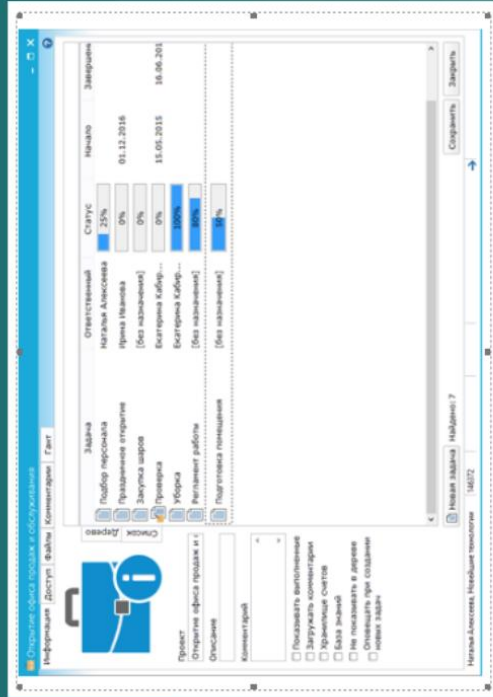 Открытие офиса продаж и обслуживания
Информация Доступ Файлы Комментарии Гант
Проект
Открытие офиса продаж и с
Описание
Комментарий
Показывать выполненные
Загружать комментарии
Хранилище счетов
База знаний
Не показывать в дереве
Оповещать при создании
новых задач
Дерево
Список
Задача Ответственный Статус Начало Завершен
Подбор персонала Наталья Алексеева 25%
Праздничное открытие Ирина Иванова 0% 01.12.2016
Закупка шаров [без назначения] 0%
Проверка Екатерина Кабир... 0% 15.05.2015 16.06.201
Уборка Екатерина Кабир... 100%
Регламент работы [без назначения] 80%
Подготовка помещения [без назначения] 50%
Новая задача Найдено: 7
Сохранить Закрыть
Наталья Алексеева, Новейшие технологии 146372